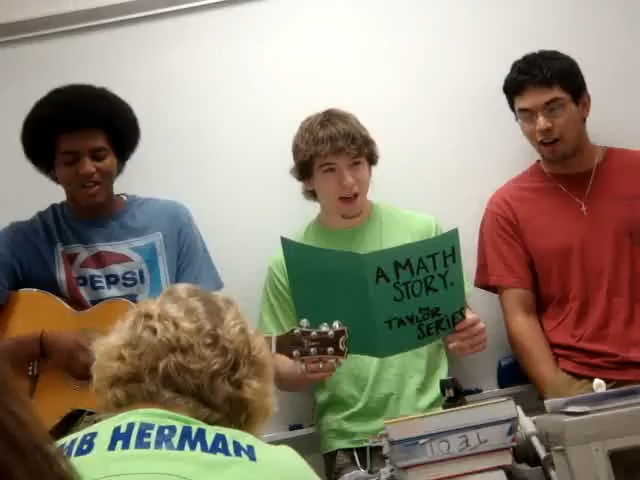 PEPSI
A MATH
STORY.
by
TAYLOR
SERIES
MB HERMAN